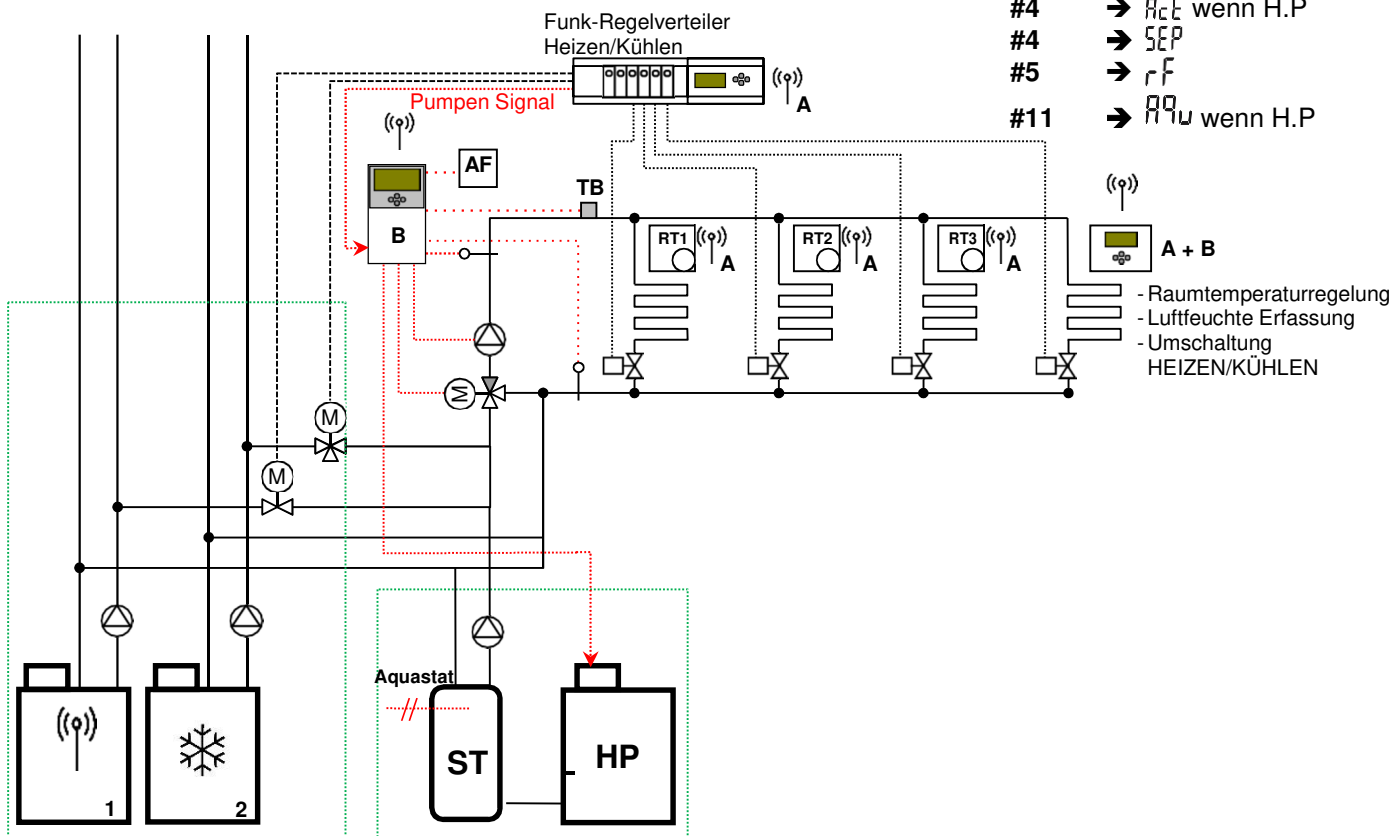 #4 → Act wenn H.P
Funk-Regelverteiler
Heizen/Kühlen
#4 → SEP
#5 → rF
A
Pumpen Signal
#11 → Aqu wenn H.P
AF
TB
B
RT1
A
RT2
A
RT3
A
A + B
- Raumtemperaturregelung
- Luftfeuchte Erfassung
- Umschaltung
HEIZEN/KÜHLEN
M
M
M
Aquastat
ST
HP
1
2